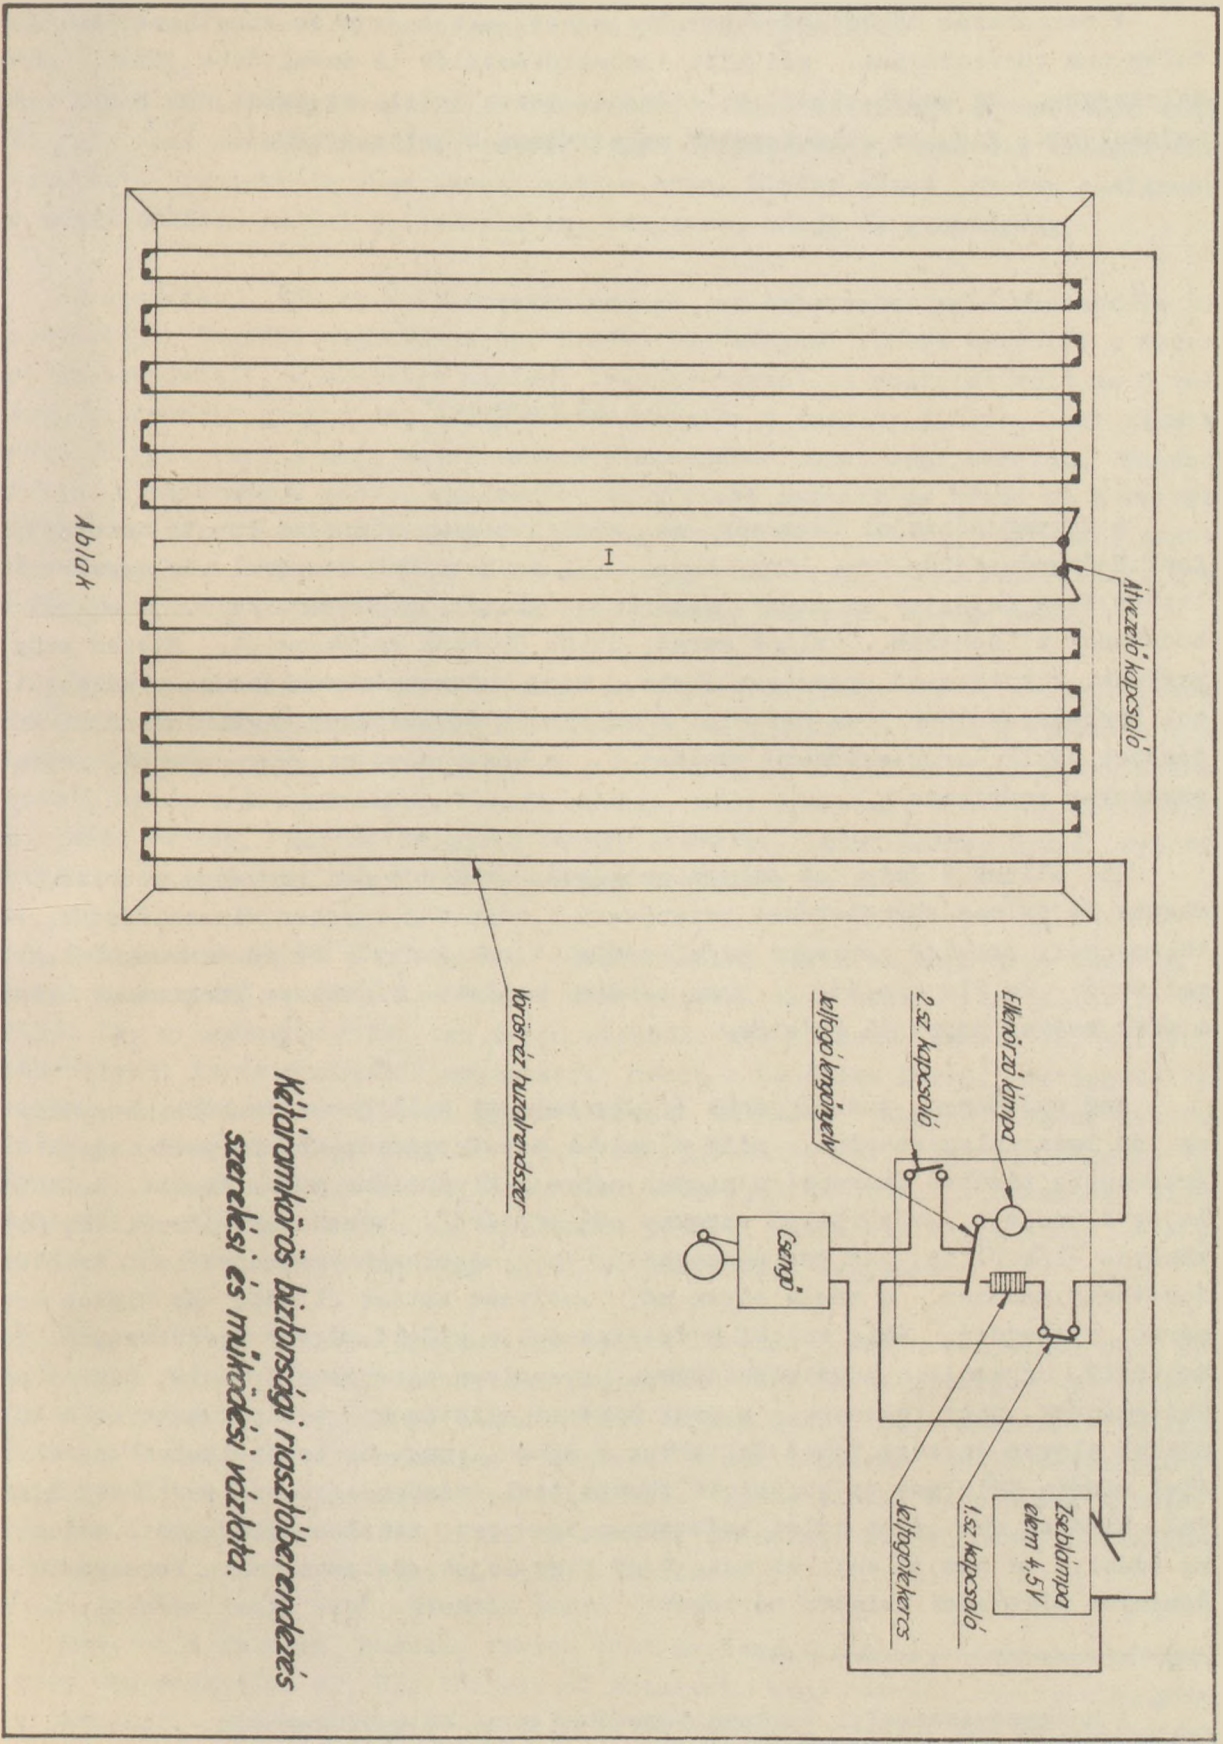 Átvezető kapcsoló
I
Ablak
Vörösréz huzalrendszer
Ellenőrző lámpa
2.sz. kapcsoló
Jelfogó lengőnyelv
Csengő
Zseblámpa
elem 4,5V
1.sz. kapcsoló
Jelfogótekercs
Kétáramkörös biztonsági riasztóberendezés
szerelési és működési vázlata.